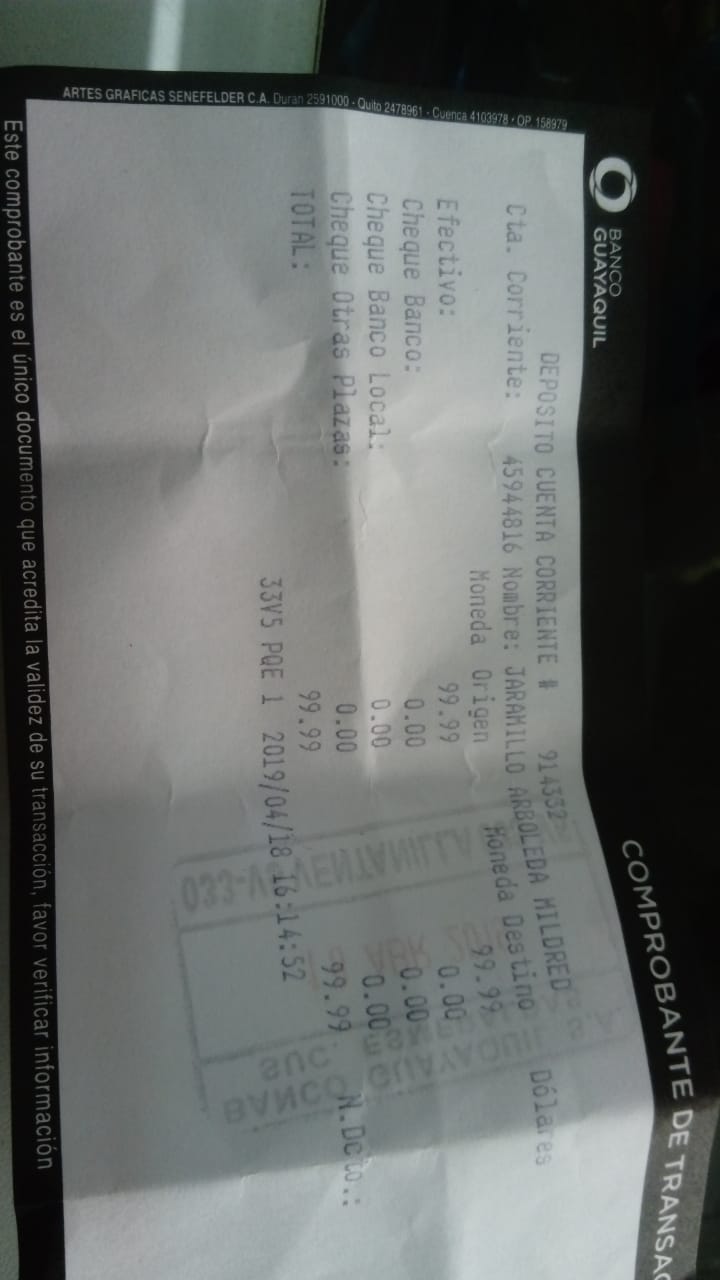 COMPROBANTE DE TRANSAC
BANCO
GUAYAQUIL
DEPOSITO CUENTA CORRIENTE # 914332
Cta. Corriente: 45944816 Nombre: JARAMILLO ARBOLEDA MILDRED Dólares
Moneda Origen Moneda Destino
Efectivo: 99.99 99.99
Cheque Banco: 0.00 0.00
Cheque Banco Local: 0.00 0.00
Cheque Otras Plazas: 0.00 0.00
TOTAL: 99.99 99.99 N.Dcto.:
33V5 PQE 1 2019/04/18 16:14:52
Este comprobante es el único documento que acredita la validez de su transacción, favor verificar información
ARTES GRAFICAS SENEFELDER C.A. Duran 2591000 - Quito 2478961 - Cuenca 4103978 - OP 158979
BANCO GUAYAQUIL S.A.
SUC. ESMERALDAS
033-V5 VENTANILLA